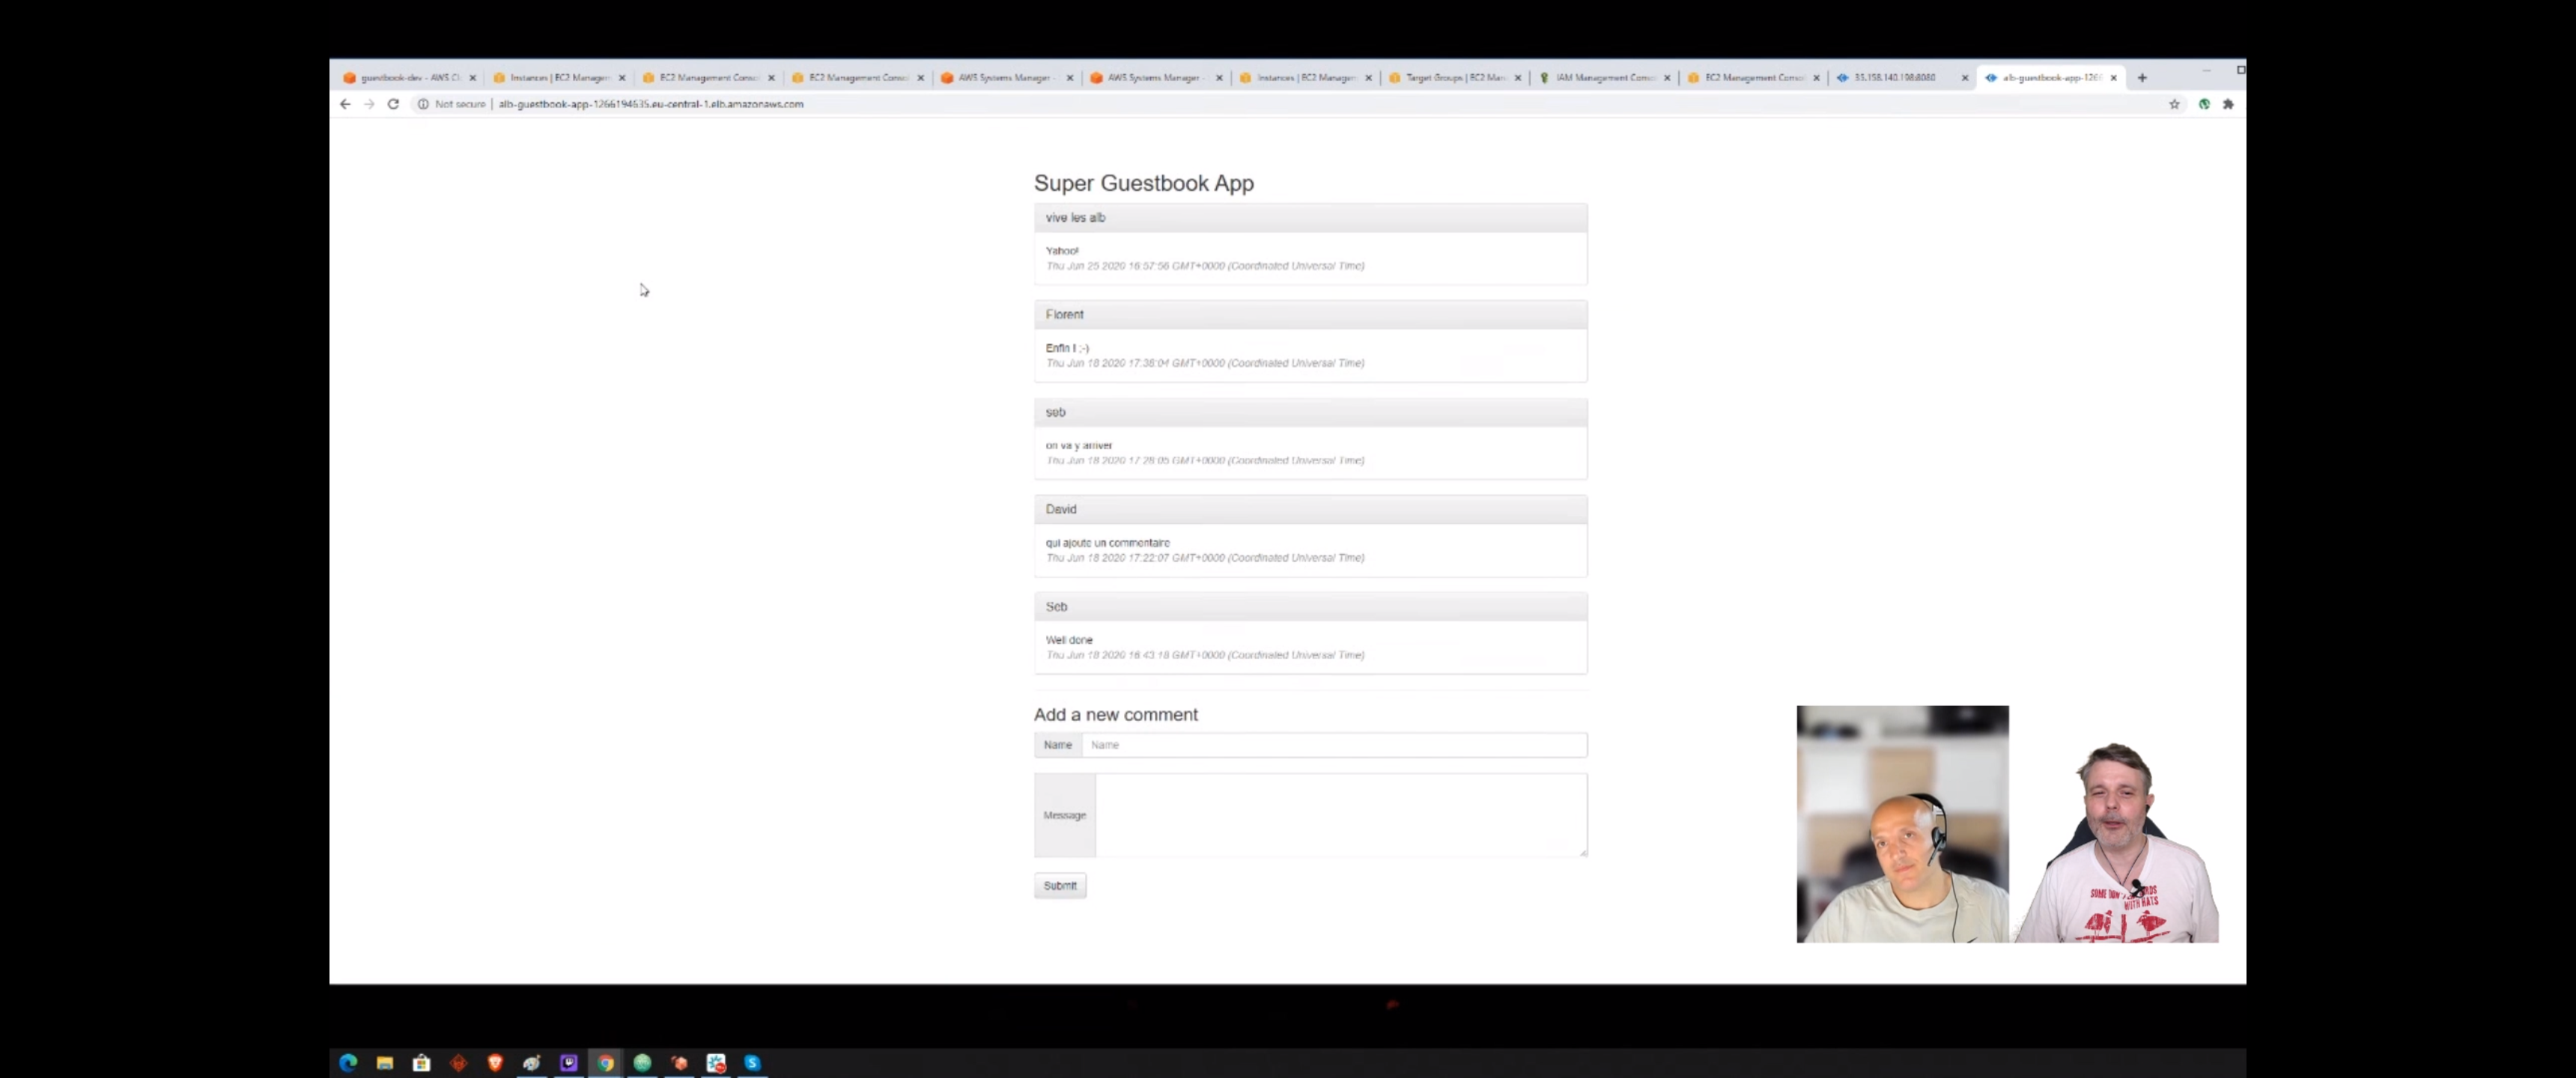 guestbook-dev - AWS Cl
Instances | EC2 Managem
EC2 Management Conso
EC2 Management Conso
AWS Systems Manager -
AWS Systems Manager -
Instances | EC2 Managem
Target Groups | EC2 Man
IAM Management Conso
EC2 Management Conso
35.158.140.198:8080
alb-guestbook-app-126
Not secure | alb-guestbook-app-1266194635.eu-central-1.elb.amazonaws.com
Super Guestbook App
vive les alb
Yahoo!
Thu Jun 25 2020 16:57:56 GMT+0000 (Coordinated Universal Time)
Florent
Enfin ! ;-)
Thu Jun 18 2020 17:38:04 GMT+0000 (Coordinated Universal Time)
seb
on va y arriver
Thu Jun 18 2020 17:28:05 GMT+0000 (Coordinated Universal Time)
David
qui ajoute un commentaire
Thu Jun 18 2020 17:22:07 GMT+0000 (Coordinated Universal Time)
Seb
Well done
Thu Jun 18 2020 16:43:18 GMT+0000 (Coordinated Universal Time)
Add a new comment
Name Name
Message
Submit
SOME
WITH HATS